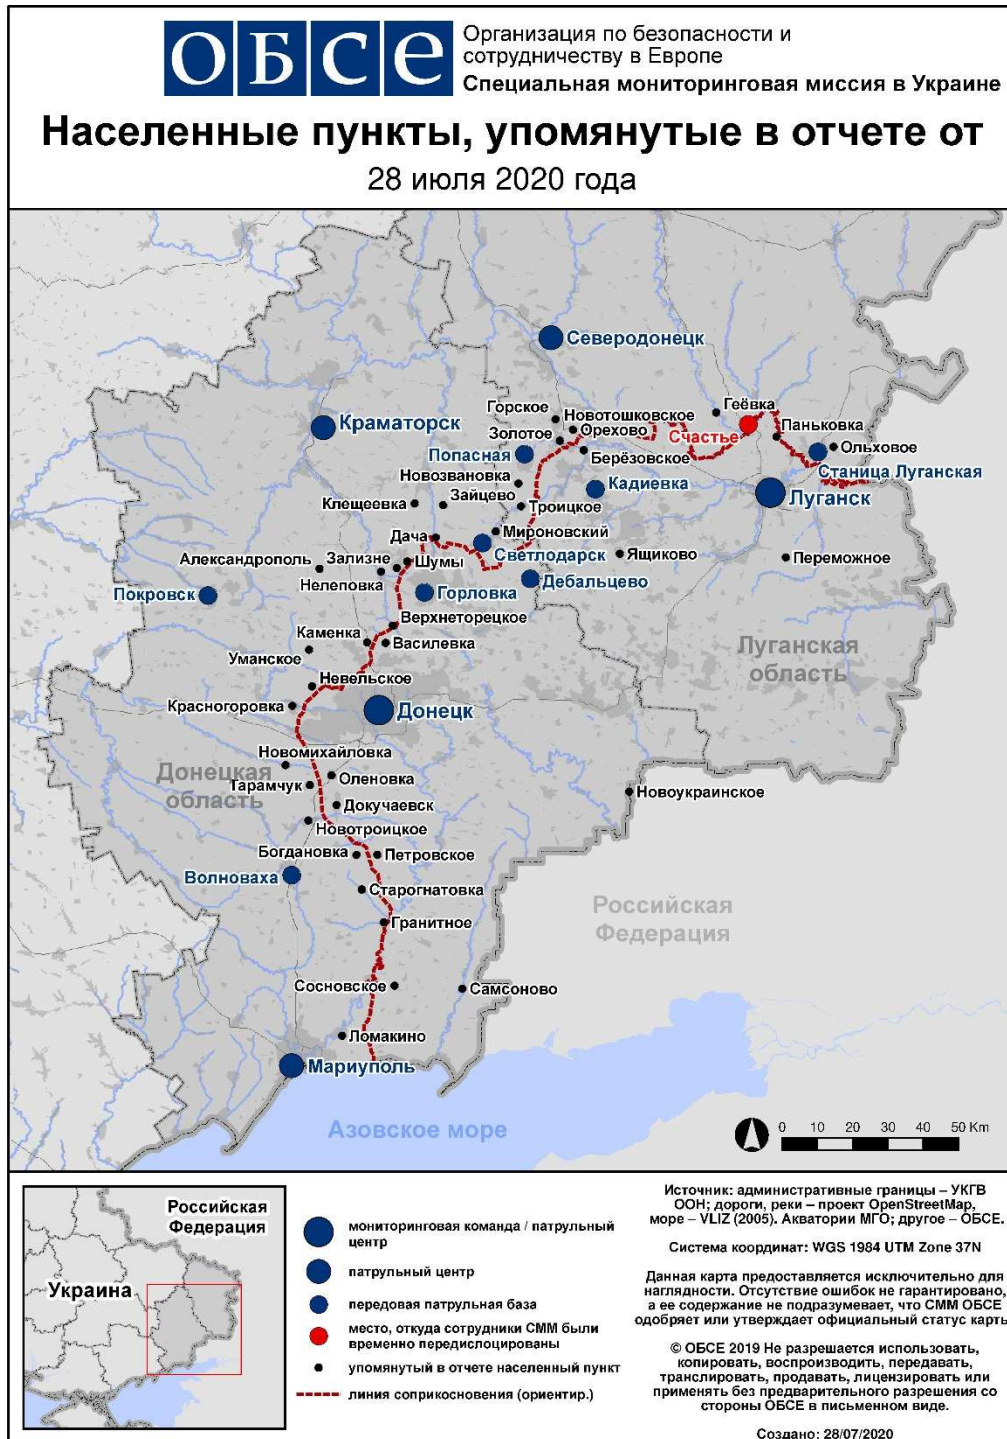 ОБСЕ
Организация по безопасности и
сотрудничеству в Европе
Специальная мониторинговая миссия в Украине
Населенные пункты, упомянутые в отчете от
28 июля 2020 года
Северодонецк
Геёвка
Горское
Новотошковское
Краматорск
Орехово
Счастье
Паньковка
Золотое
Ольховое
Попасная
Берёзовское
Станица Луганская
Новозвановка
Кадиевка
Луганск
Зайцево
Клещеевка
Троицкое
Дача
Мироновский
Светлодарск
Ящиково
Переможное
Александрополь
Зализне
Шумы
Нелеповка
Дебальцево
Покровск
Горловка
Верхнеторецкое
Каменка
Василевка
Луганская
область
Уманское
Невельское
Красногоровка
Донецк
Новомихайловка
Донецкая
область
Оленовка
Тарамчук
Новоукраинское
Докучаевск
Новотроицкое
Богдановка
Петровское
Волноваха
Старогнатовка
Российская
Федерация
Гранитное
Сосновское
Самсоново
Ломакино
Мариуполь
Азовское море
0 10 20 30 40 50 Km
Российская
Федерация
Украина
мониторинговая команда / патрульный
центр
патрульный центр
передовая патрульная база
место, откуда сотрудники СММ были
временно передислоцированы
упомянутый в отчете населенный пункт
линия соприкосновения (ориентир.)
Источник: административные границы – УКГВ
ООН; дороги, реки – проект OpenStreetMap,
море – VLIZ (2005). Акватории МГО; другое – ОБСЕ.
Система координат: WGS 1984 UTM Zone 37N
Данная карта предоставляется исключительно для
наглядности. Отсутствие ошибок не гарантировано,
а ее содержание не подразумевает, что СММ ОБСЕ
одобряет или утверждает официальный статус карты
© ОБСЕ 2019 Не разрешается использовать,
копировать, воспроизводить, передавать,
транслировать, продавать, лицензировать или
применять без предварительного разрешения со
стороны ОБСЕ в письменном виде.
Создано: 28/07/2020